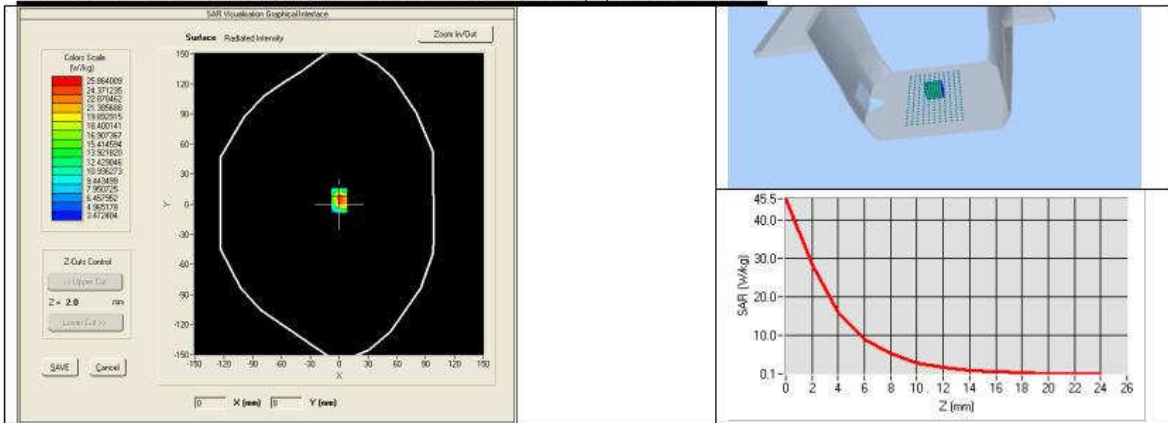 SAR Visualisation Graphical Interface
Surface Radiated Intensity
Zoom In/Out
Colors Scale
(W/kg)
25.864009
24.371235
22.878462
21.385688
19.892915
18.400141
16.907367
15.414594
13.921820
12.429046
10.936273
9.443499
7.950725
6.457952
4.965178
3.472404
150
120
90
60
30
0
-30
-60
-90
-120
-150
Y
-150 -120 -90 -60 -30 0 30 60 90 120 150
X
Z-Cuts Control
<< Upper Cut
Z = 2.0 mm
Lower Cut >>
SAVE Cancel
0 X (mm) 0 Y (mm)
45.5
40.0
30.0
20.0
10.0
0.1
SAR (W/kg)
0 2 4 6 8 10 12 14 16 18 20 22 24 26
Z (mm)